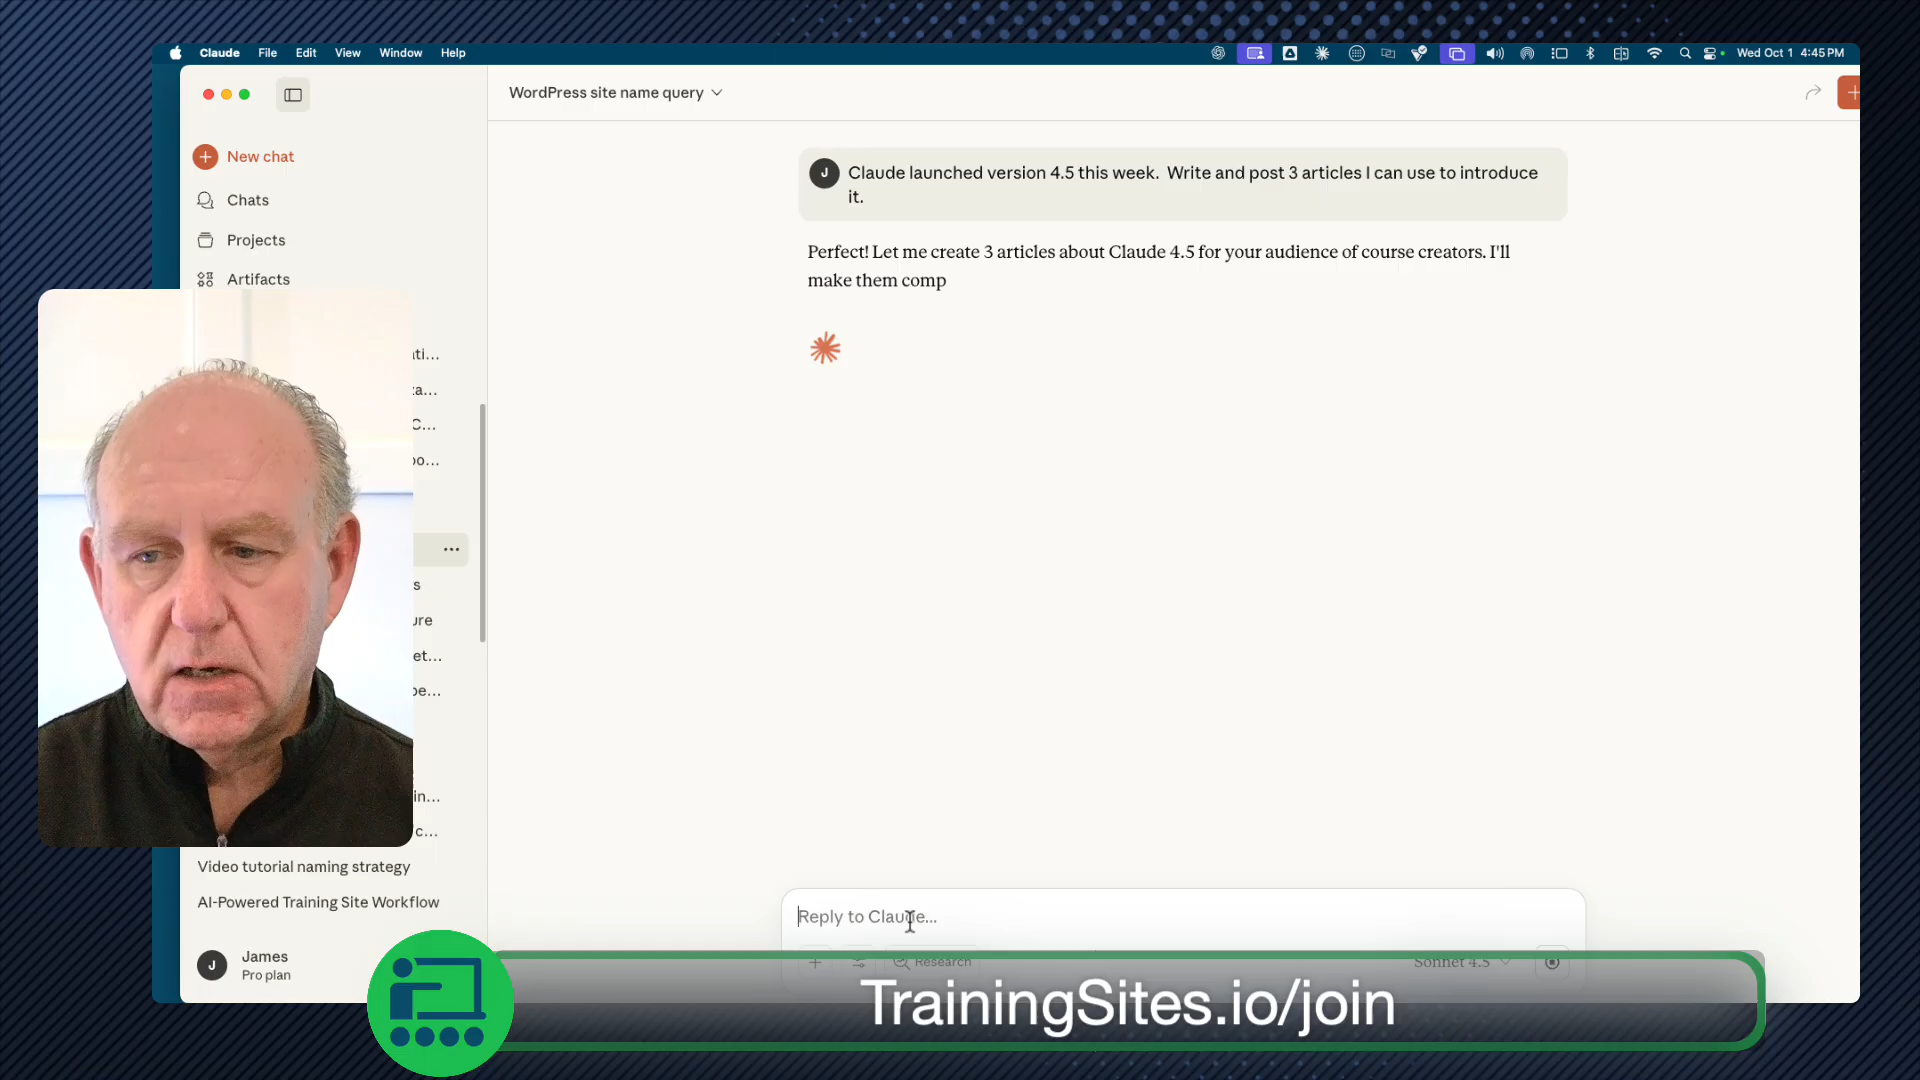 Claude File Edit View Window Help
Wed Oct 1 4:45 PM
WordPress site name query
New chat
Chats
Projects
Artifacts
J
Claude launched version 4.5 this week. Write and post 3 articles I can use to introduce
it.
Perfect! Let me create 3 articles about Claude 4.5 for your audience of course creators. I'll
make them comp
Video tutorial naming strategy
AI-Powered Training Site Workflow
J
James
Pro plan
Reply to Claude...
Research
Sonnet 4.5
TrainingSites.io/join